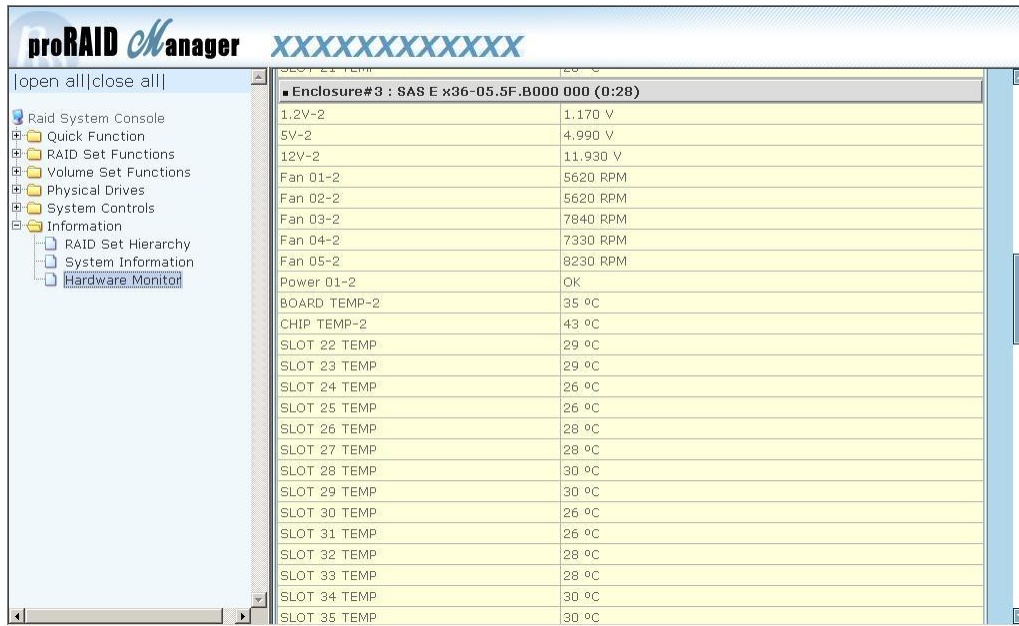 proRAID Manager XXXXXXXXXXXX
|open all|close all|
Raid System Console
Quick Function
RAID Set Functions
Volume Set Functions
Physical Drives
System Controls
Information
RAID Set Hierarchy
System Information
Hardware Monitor
SLOT 21 TEMP
Enclosure#3 : SAS E x36-05.5F.B000 000 (0:28)
1.2V-2 1.170 V
5V-2 4.990 V
12V-2 11.930 V
Fan 01-2 5620 RPM
Fan 02-2 5620 RPM
Fan 03-2 7840 RPM
Fan 04-2 7330 RPM
Fan 05-2 8230 RPM
Power 01-2 OK
BOARD TEMP-2 35 ºC
CHIP TEMP-2 43 ºC
SLOT 22 TEMP 29 ºC
SLOT 23 TEMP 29 ºC
SLOT 24 TEMP 26 ºC
SLOT 25 TEMP 26 ºC
SLOT 26 TEMP 28 ºC
SLOT 27 TEMP 28 ºC
SLOT 28 TEMP 30 ºC
SLOT 29 TEMP 30 ºC
SLOT 30 TEMP 26 ºC
SLOT 31 TEMP 26 ºC
SLOT 32 TEMP 28 ºC
SLOT 33 TEMP 28 ºC
SLOT 34 TEMP 30 ºC
SLOT 35 TEMP 30 ºC